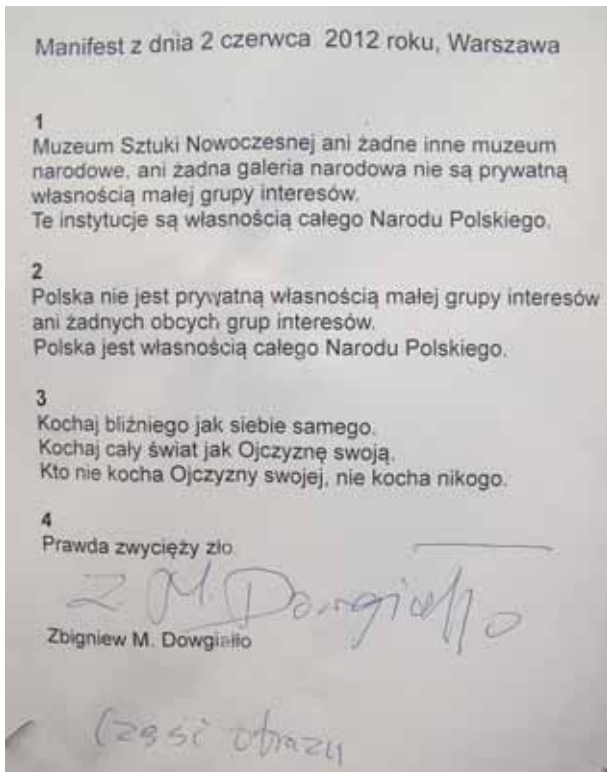 Manifest z dnia 2 czerwca 2012 roku, Warszawa
1
Muzeum Sztuki Nowoczesnej ani żadne inne muzeum
narodowe, ani żadna galeria narodowa nie są prywatną
własnością małej grupy interesów.
Te instytucje są własnością całego Narodu Polskiego.
2
Polska nie jest prywatną własnością małej grupy interesów
ani żadnych obcych grup interesów.
Polska jest własnością całego Narodu Polskiego.
3
Kochaj bliźniego jak siebie samego.
Kochaj cały świat jak Ojczyznę swoją.
Kto nie kocha Ojczyzny swojej, nie kocha nikogo.
4
Prawda zwycięży zło.
Z M. Dowgiałło
Zbigniew M. Dowgiałło
Część obrazu